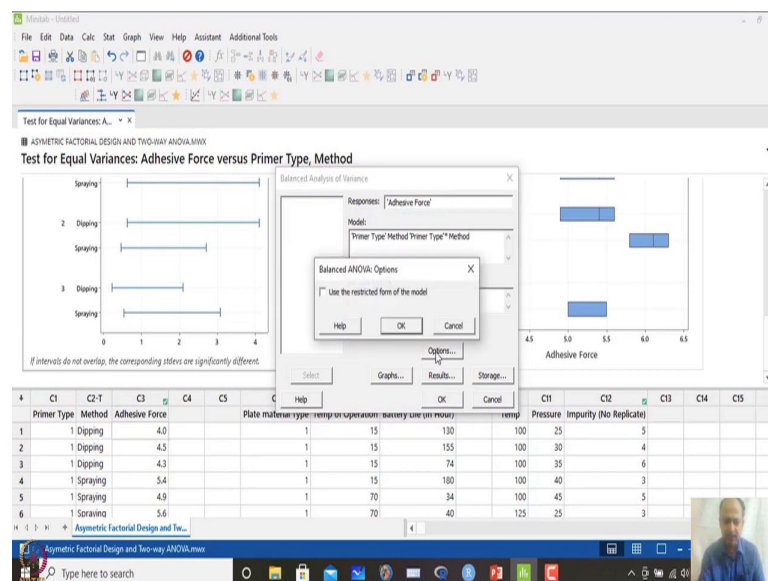 Minitab - Untitled
File Edit Data Calc Stat Graph View Help Assistant Additional Tools
Test for Equal Variances: A...
ASYMETRIC FACTORIAL DESIGN AND TWO-WAY ANOVA.MWX
Test for Equal Variances: Adhesive Force versus Primer Type, Method
Spraying
2 Dipping
Spraying
3 Dipping
Spraying
0 1 2 3 4
If intervals do not overlap, the corresponding stdevs are significantly different.
Balanced Analysis of Variance
Responses: 'Adhesive Force'
Model:
'Primer Type' Method 'Primer Type'* Method
Balanced ANOVA: Options
Use the restricted form of the model
Help OK Cancel
Options...
Select Graphs... Results... Storage...
Help OK Cancel
4.5 5.0 5.5 6.0 6.5
Adhesive Force
C1 C2-T C3 C4 C5 C11 C12 C13 C14 C15
Primer Type Method Adhesive Force Plate material Type Temp of Operation Battery Life (in Hour) Temp Pressure Impurity (No Replicate)
1 1 Dipping 4.0 1 15 130 100 25 5
2 1 Dipping 4.5 1 15 155 100 30 4
3 1 Dipping 4.3 1 15 74 100 35 6
4 1 Spraying 5.4 1 15 180 100 40 3
5 1 Spraying 4.9 1 70 34 100 45 5
6 1 Spraying 5.6 1 70 40 125 25 3
Asymetric Factorial Design and Tw...
Asymetric Factorial Design and Two-way ANOVA.mwx
Type here to search